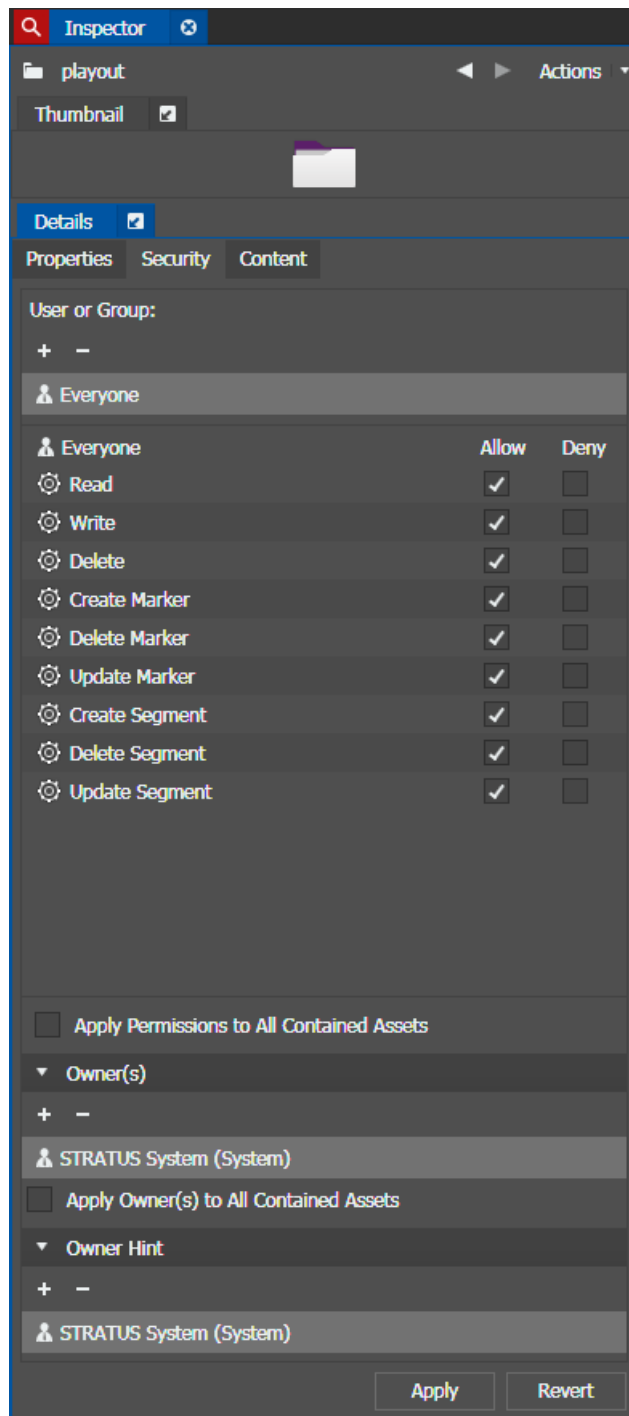 Inspector
playout Actions
Thumbnail
Details
Properties Security Content
User or Group:
+ −
Everyone
Everyone Allow Deny
Read
Write
Delete
Create Marker
Delete Marker
Update Marker
Create Segment
Delete Segment
Update Segment
Apply Permissions to All Contained Assets
Owner(s)
+ −
STRATUS System (System)
Apply Owner(s) to All Contained Assets
Owner Hint
+ −
STRATUS System (System)
Apply Revert